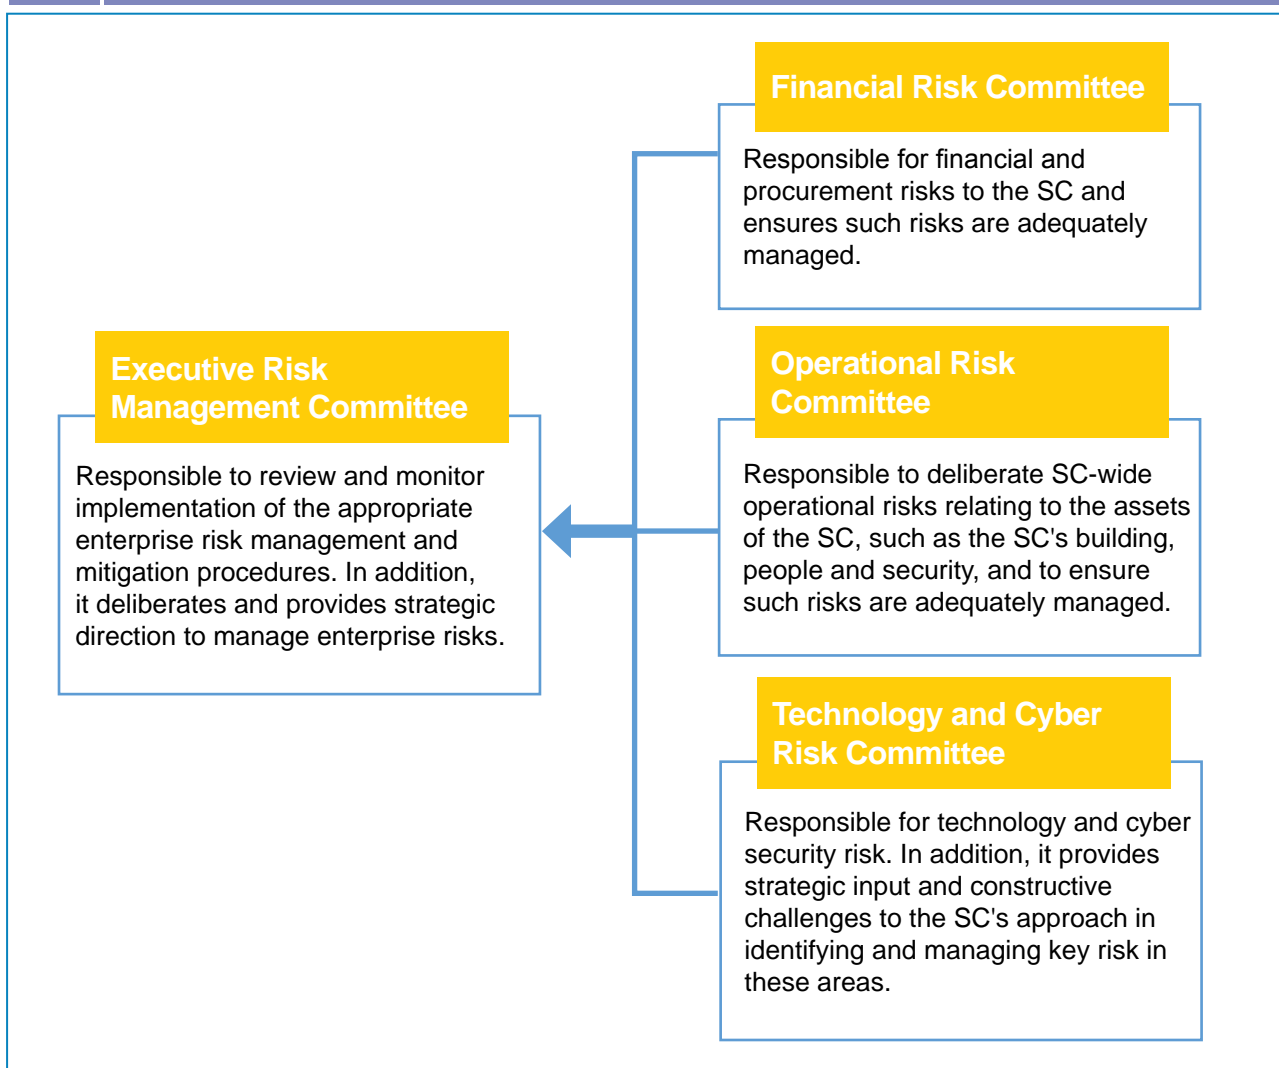 Financial Risk Committee
Responsible for financial and
procurement risks to the SC and
ensures such risks are adequately
managed.
Executive Risk
Management Committee
Responsible to review and monitor
implementation of the appropriate
enterprise risk management and
mitigation procedures. In addition,
it deliberates and provides strategic
direction to manage enterprise risks.
Operational Risk
Committee
Responsible to deliberate SC-wide
operational risks relating to the assets
of the SC, such as the SC's building,
people and security, and to ensure
such risks are adequately managed.
Technology and Cyber
Risk Committee
Responsible for technology and cyber
security risk. In addition, it provides
strategic input and constructive
challenges to the SC's approach in
identifying and managing key risk in
these areas.